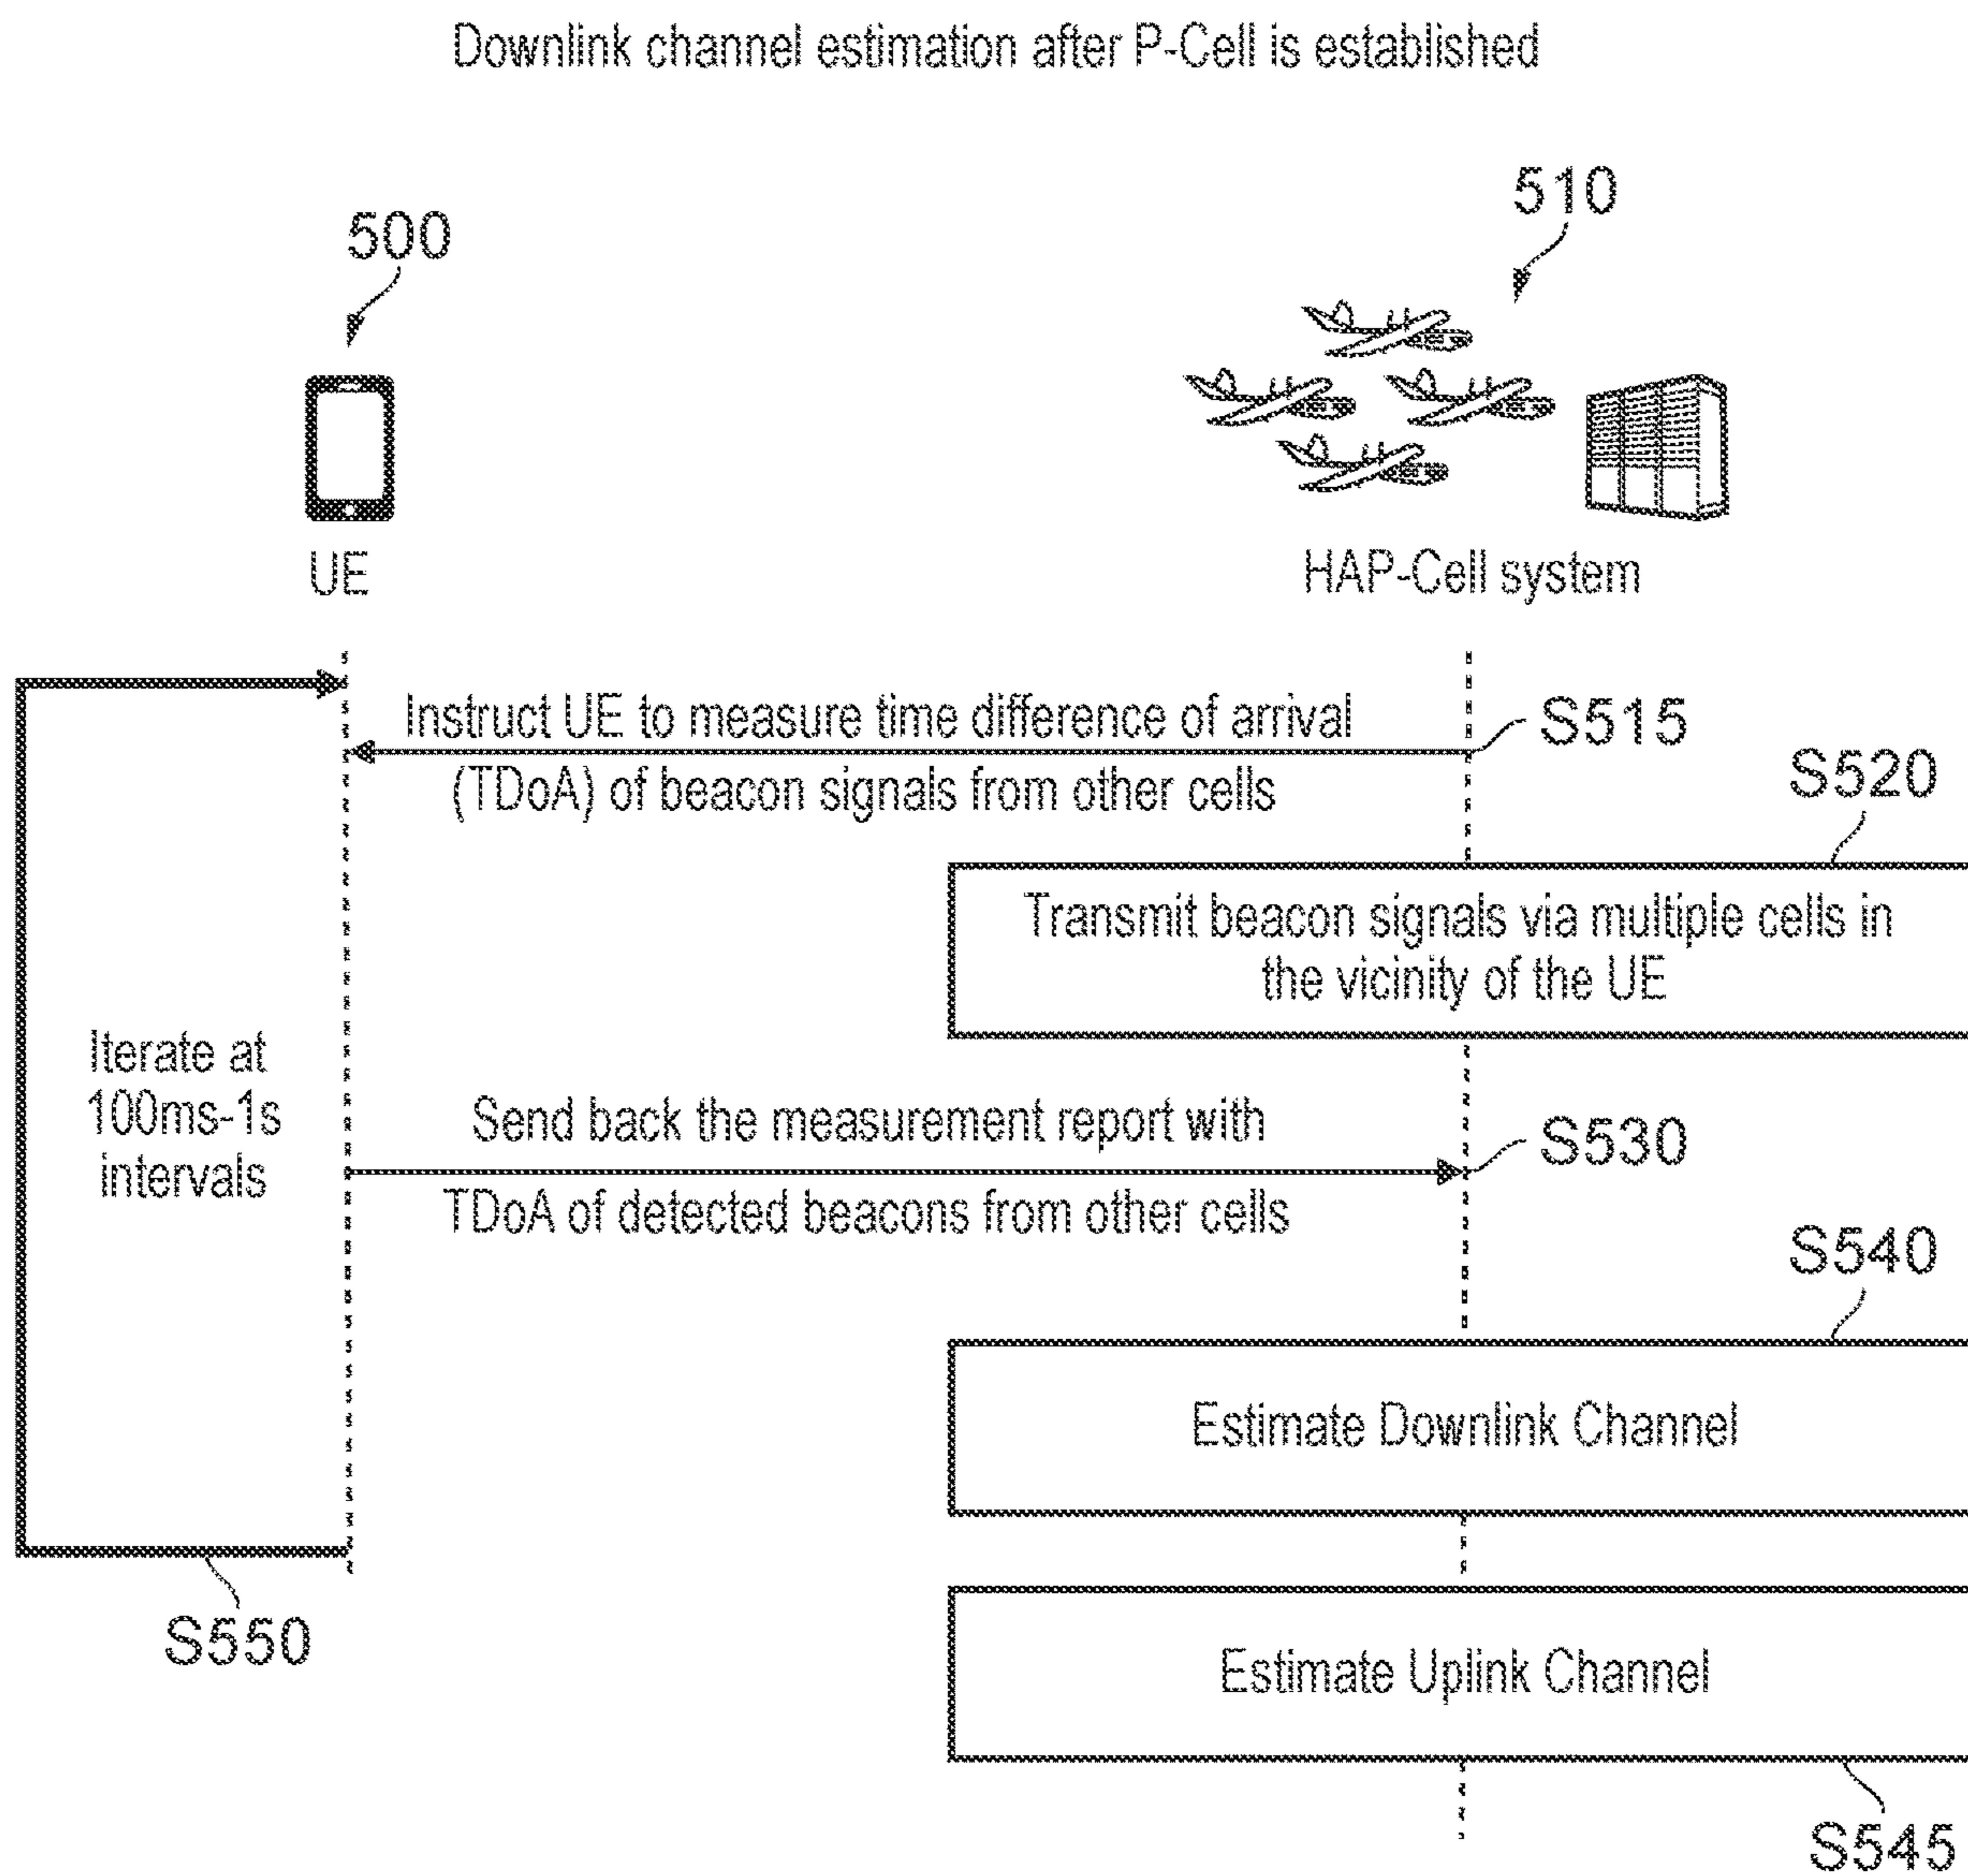 Downlink channel estimation after P-Cell is established
500
510
UE
HAP-Cell system
Instruct UE to measure time difference of arrival
(TDoA) of beacon signals from other cells
S515
S520
Transmit beacon signals via multiple cells in
the vicinity of the UE
Iterate at
100ms-1s
intervals
Send back the measurement report with
TDoA of detected beacons from other cells
S530
S540
Estimate Downlink Channel
S550
Estimate Uplink Channel
S545